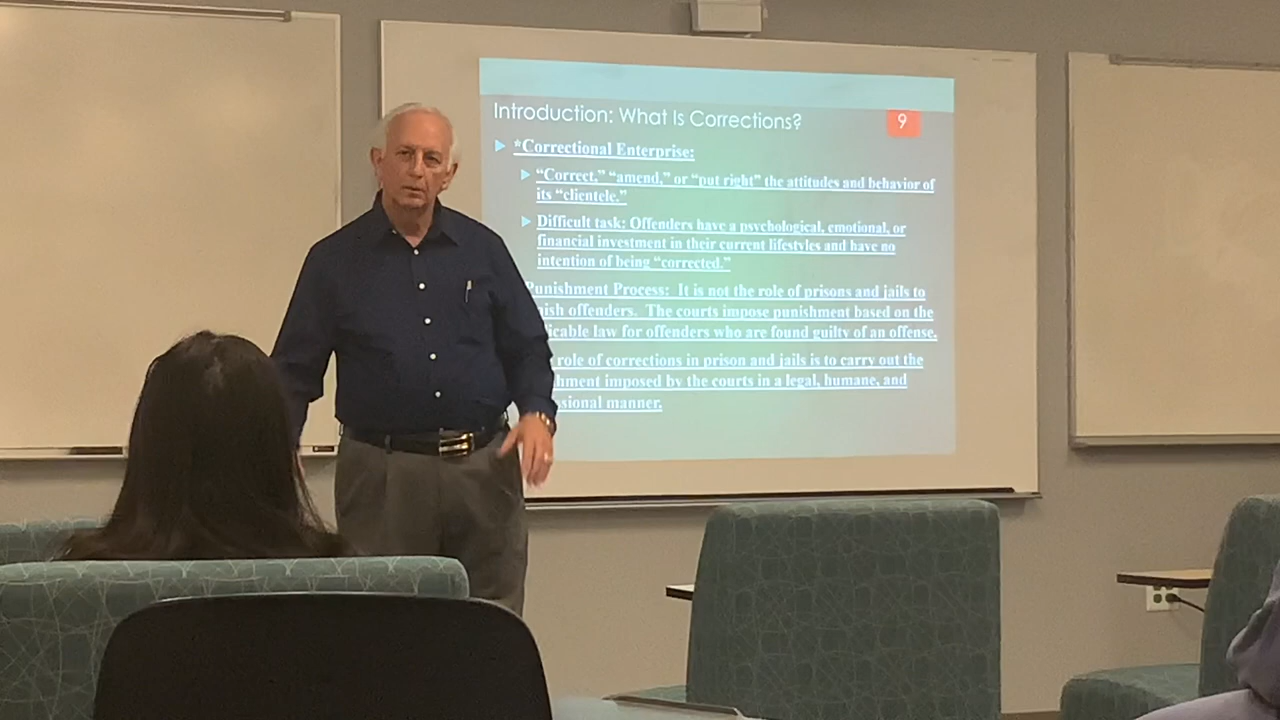 Introduction: What Is Corrections?
9
*Correctional Enterprise:
“Correct,” “amend,” or “put right” the attitudes and behavior of
its “clientele.”
Difficult task: Offenders have a psychological, emotional, or
financial investment in their current lifestyles and have no
intention of being “corrected.”
Punishment Process: It is not the role of prisons and jails to
offenders. The courts impose punishment based on the
law for offenders who are found guilty of an offense.
role of corrections in prison and jails is to carry out the
imposed by the courts in a legal, humane, and
manner.